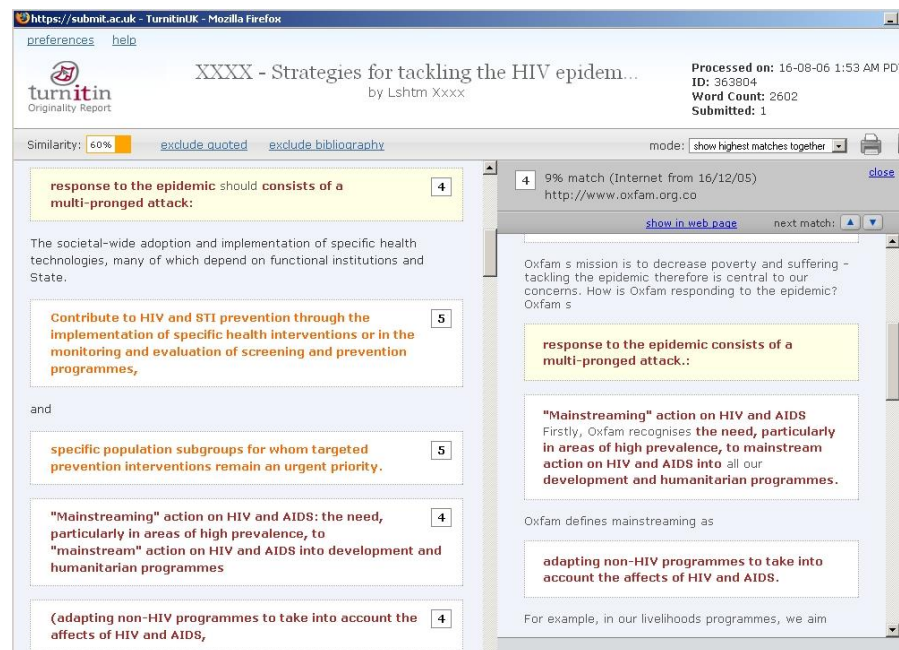 https://submit.ac.uk - TurnitinUK - Mozilla Firefox
preferences help
turnitin
Originality Report
XXXX - Strategies for tackling the HIV epidem...
by Lshtm Xxxx
Processed on: 16-08-06 1:53 AM PD
ID: 363804
Word Count: 2602
Submitted: 1
Similarity: 60% exclude quoted exclude bibliography
mode: show highest matches together
response to the epidemic should consists of a 4
multi-pronged attack:
The societal-wide adoption and implementation of specific health
technologies, many of which depend on functional institutions and
State.
Contribute to HIV and STI prevention through the 5
implementation of specific health interventions or in the
monitoring and evaluation of screening and prevention
programmes,
and
specific population subgroups for whom targeted 5
prevention interventions remain an urgent priority.
"Mainstreaming" action on HIV and AIDS: the need, 4
particularly in areas of high prevalence, to
"mainstream" action on HIV and AIDS into development and
humanitarian programmes
(adapting non-HIV programmes to take into account the 4
affects of HIV and AIDS,
4 9% match (Internet from 16/12/05) close
http://www.oxfam.org.co
show in web page next match:
Oxfam s mission is to decrease poverty and suffering -
tackling the epidemic therefore is central to our
concerns. How is Oxfam responding to the epidemic?
Oxfam s
response to the epidemic consists of a
multi-pronged attack.:
"Mainstreaming" action on HIV and AIDS
Firstly, Oxfam recognises the need, particularly
in areas of high prevalence, to mainstream
action on HIV and AIDS into all our
development and humanitarian programmes.
Oxfam defines mainstreaming as
adapting non-HIV programmes to take into
account the affects of HIV and AIDS.
For example, in our livelihoods programmes, we aim